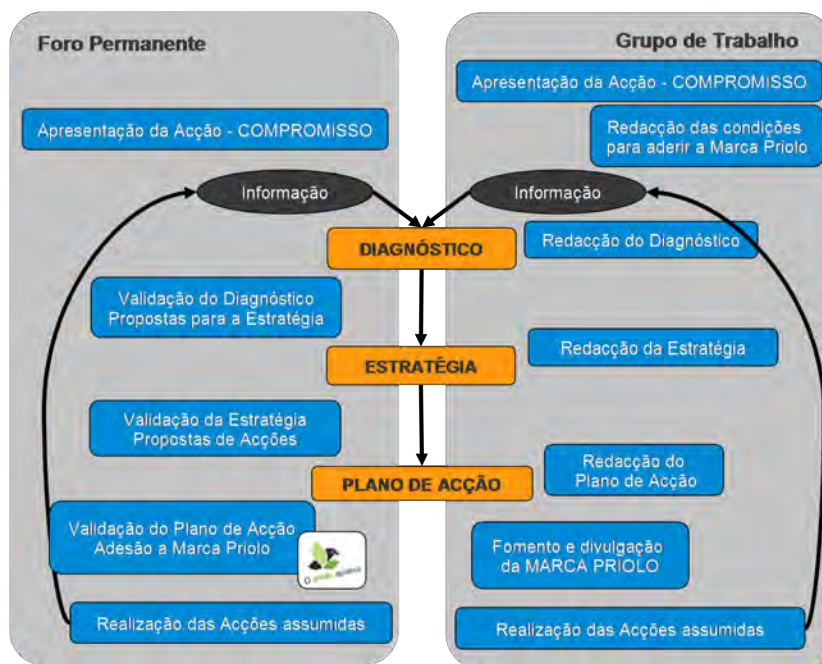 Foro Permanente
Apresentação da Acção - COMPROMISSO
Informação
Validação do Diagnóstico
Propostas para a Estratégia
Validação da Estratégia
Propostas de Acções
Validação do Plano de Acção
Adesão a Marca Priolo
Realização das Acções assumidas
DIAGNÓSTICO
ESTRATÉGIA
PLANO DE ACÇÃO
Grupo de Trabalho
Apresentação da Acção - COMPROMISSO
Redacção das condições
para aderir a Marca Priolo
Informação
Redacção do Diagnóstico
Redacção da Estratégia
Redacção do
Plano de Acção
Fomento e divulgação
da MARCA PRIOLO
Realização das Acções assumidas